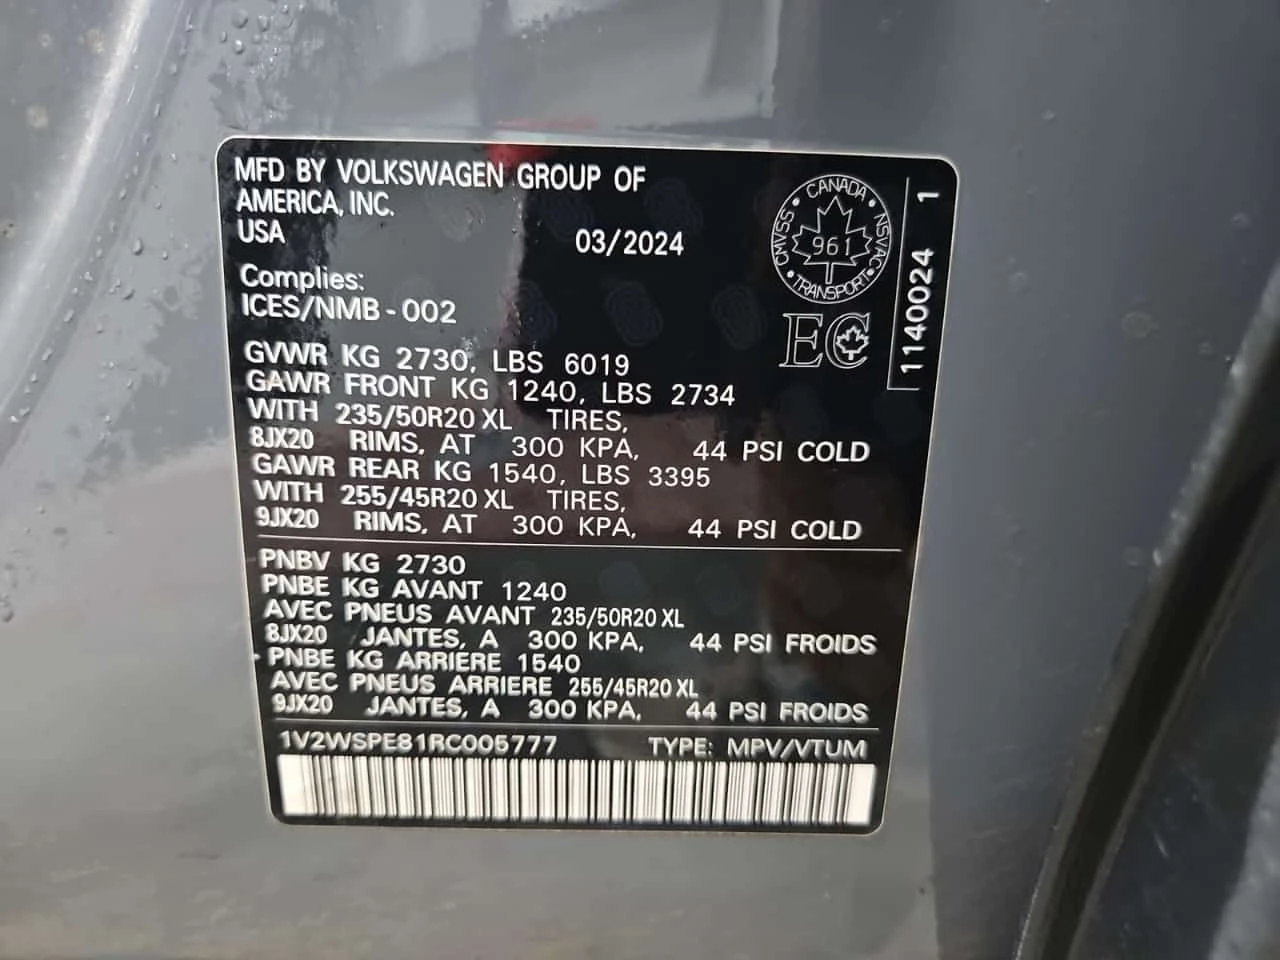 MFD BY VOLKSWAGEN GROUP OF
AMERICA, INC.
USA
03/2024
CANADA
CMVSS
NSVAC
961
TRANSPORT
1140024 1
Complies:
ICES/NMB-002
EC
GVWR KG 2730, LBS 6019
GAWR FRONT KG 1240, LBS 2734
WITH 235/50R20 XL TIRES,
8JX20 RIMS, AT 300 KPA, 44 PSI COLD
GAWR REAR KG 1540, LBS 3395
WITH 255/45R20 XL TIRES,
9JX20 RIMS, AT 300 KPA, 44 PSI COLD
PNBV KG 2730
PNBE KG AVANT 1240
AVEC PNEUS AVANT 235/50R20 XL
8JX20 JANTES, A 300 KPA, 44 PSI FROIDS
PNBE KG ARRIERE 1540
AVEC PNEUS ARRIERE 255/45R20 XL
9JX20 JANTES, A 300 KPA, 44 PSI FROIDS
1V2WSPE81RC005777 TYPE: MPV/VTUM